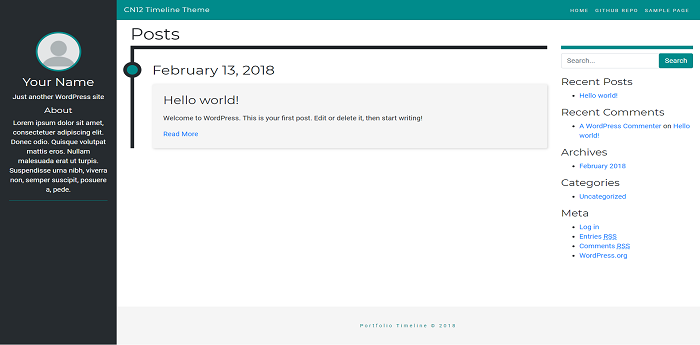 CN12 Timeline Theme
HOME GITHUB REPO SAMPLE PAGE
Your Name
Just another WordPress site
About
Lorem ipsum dolor sit amet,
consectetuer adipiscing elit.
Donec odio. Quisque volutpat
mattis eros. Nullam
malesuada erat ut turpis.
Suspendisse urna nibh, viverra
non, semper suscipit, posuere
a, pede.
Posts
February 13, 2018
Hello world!
Welcome to WordPress. This is your first post. Edit or delete it, then start writing!
Read More
Search... Search
Recent Posts
Hello world!
Recent Comments
A WordPress Commenter on Hello
world!
Archives
February 2018
Categories
Uncategorized
Meta
Log in
Entries RSS
Comments RSS
WordPress.org
Portfolio Timeline © 2018